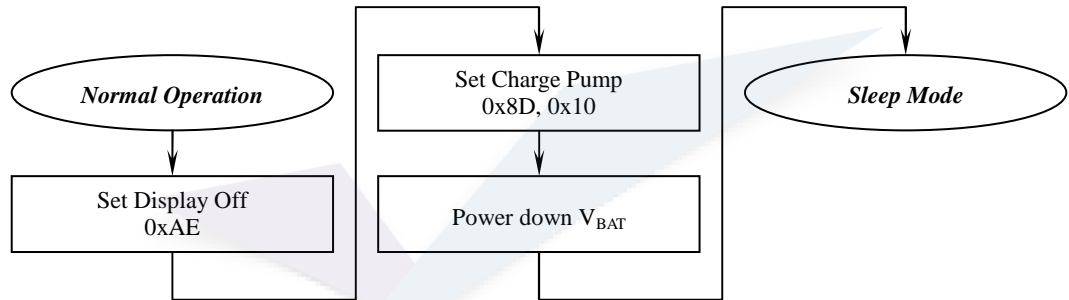 Normal Operation
Set Display Off
0xAE
Set Charge Pump
0x8D, 0x10
Power down VBAT
Sleep Mode